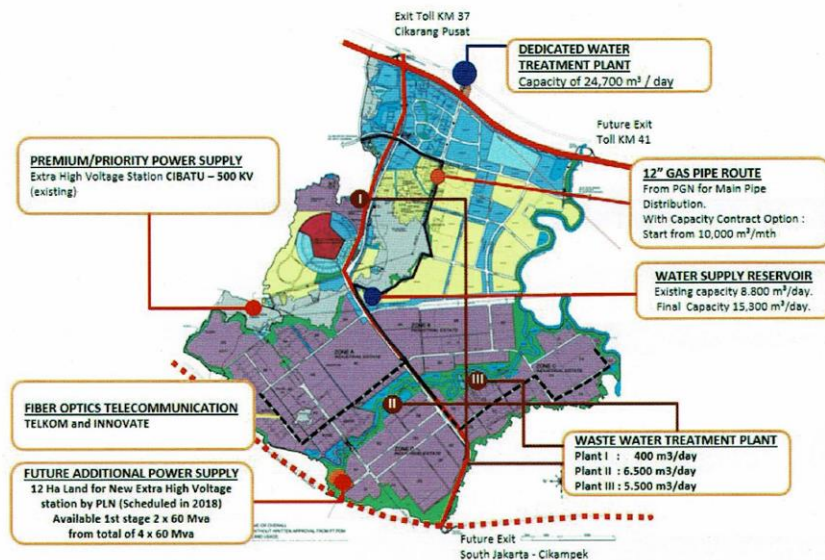 Exit Toll KM 37
Cikarang Pusat
DEDICATED WATER
TREATMENT PLANT
Capacity of 24,700 m³ / day
Future Exit
Toll KM 41
PREMIUM/PRIORITY POWER SUPPLY
Extra High Voltage Station CIBATU – 500 KV
(existing)
12” GAS PIPE ROUTE
From PGN for Main Pipe
Distribution.
With Capacity Contract Option :
Start from 10,000 m³/mth
I
WATER SUPPLY RESERVOIR
Existing capacity 8.800 m³/day.
Final Capacity 15,300 m³/day.
ZONE A
INDUSTRIAL ESTATE
ZONE B
INDUSTRIAL ESTATE
III
II
FIBER OPTICS TELECOMMUNICATION
TELKOM and INNOVATE
WASTE WATER TREATMENT PLANT
Plant I : 400 m3/day
Plant II : 6.500 m3/day
Plant III : 5.500 m3/day
FUTURE ADDITIONAL POWER SUPPLY
12 Ha Land for New Extra High Voltage
station by PLN (Scheduled in 2018)
Available 1st stage 2 x 60 Mva
from total of 4 x 60 Mva
Future Exit
South Jakarta - Cikampek